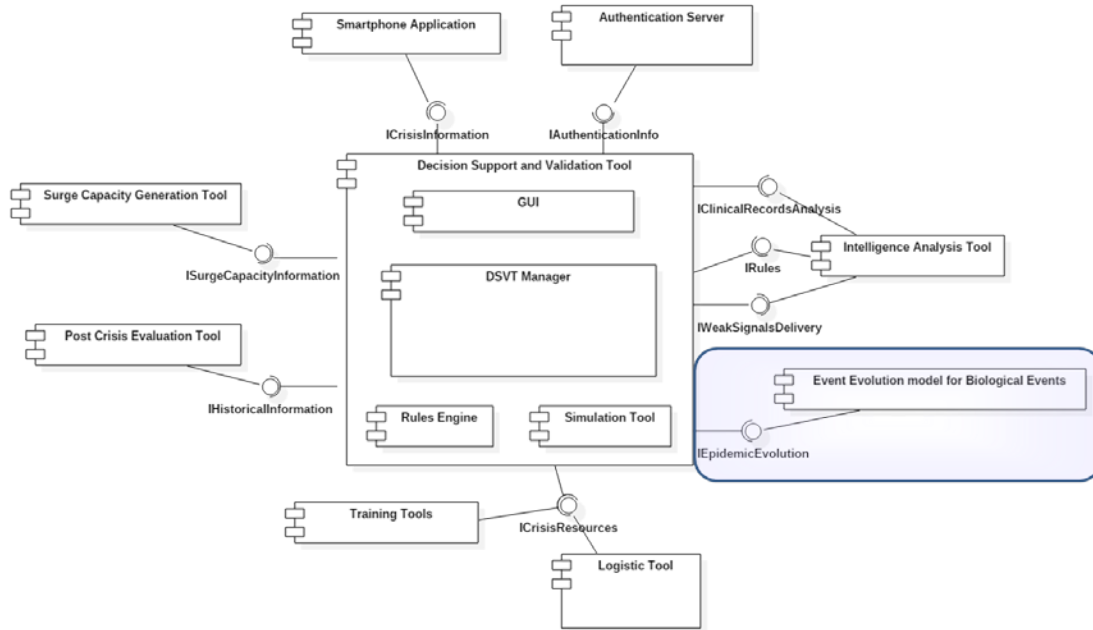 Smartphone Application
Authentication Server
ICrisisInformation
IAuthenticationInfo
Decision Support and Validation Tool
Surge Capacity Generation Tool
GUI
IClinicalRecordsAnalysis
Intelligence Analysis Tool
IRules
ISurgeCapacityInformation
DSVT Manager
IWeakSignalsDelivery
Post Crisis Evaluation Tool
Event Evolution model for Biological Events
IHistoricalInformation
Rules Engine
Simulation Tool
IEpidemicEvolution
Training Tools
ICrisisResources
Logistic Tool